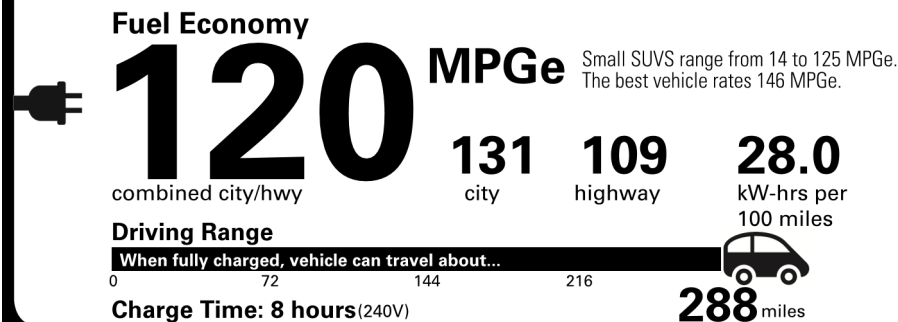 Fuel Economy
120 MPGe
Small SUVS range from 14 to 125 MPGe.
The best vehicle rates 146 MPGe.
combined city/hwy
131
city
109
highway
28.0
kW-hrs per
100 miles
Driving Range
When fully charged, vehicle can travel about...
0 72 144 216 288 miles
Charge Time: 8 hours (240V)